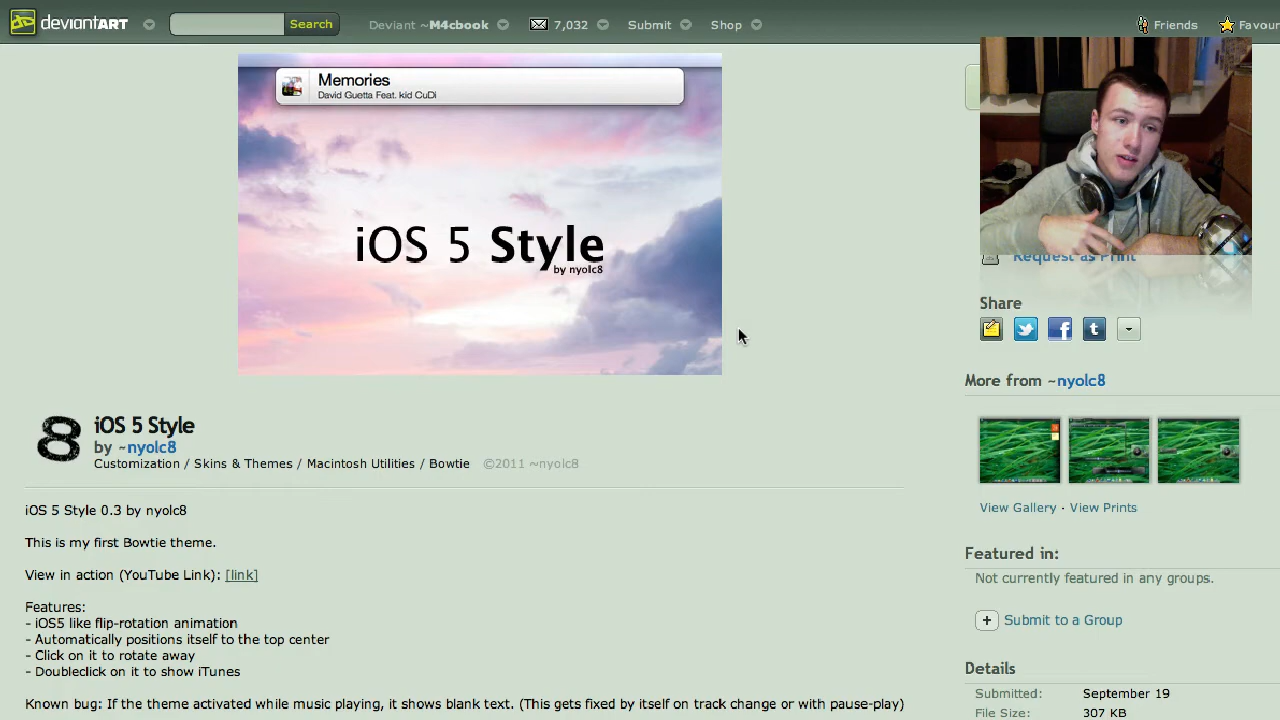 deviantART Search Deviant ~M4cbook 7,032 Submit Shop Friends Favour
Memories
David Guetta Feat. kid CuDi
iOS 5 Style
by nyolc8
Request as Print
Share
More from ~nyolc8
8
iOS 5 Style
by ~nyolc8
Customization / Skins & Themes / Macintosh Utilities / Bowtie ©2011 ~nyolc8
View Gallery · View Prints
iOS 5 Style 0.3 by nyolc8
This is my first Bowtie theme.
View in action (YouTube Link): [link]
Features:
- iOS5 like flip-rotation animation
- Automatically positions itself to the top center
- Click on it to rotate away
- Doubleclick on it to show iTunes
Known bug: If the theme activated while music playing, it shows blank text. (This gets fixed by itself on track change or with pause-play)
Featured in:
Not currently featured in any groups.
+ Submit to a Group
Details
Submitted: September 19
File Size: 307 KB